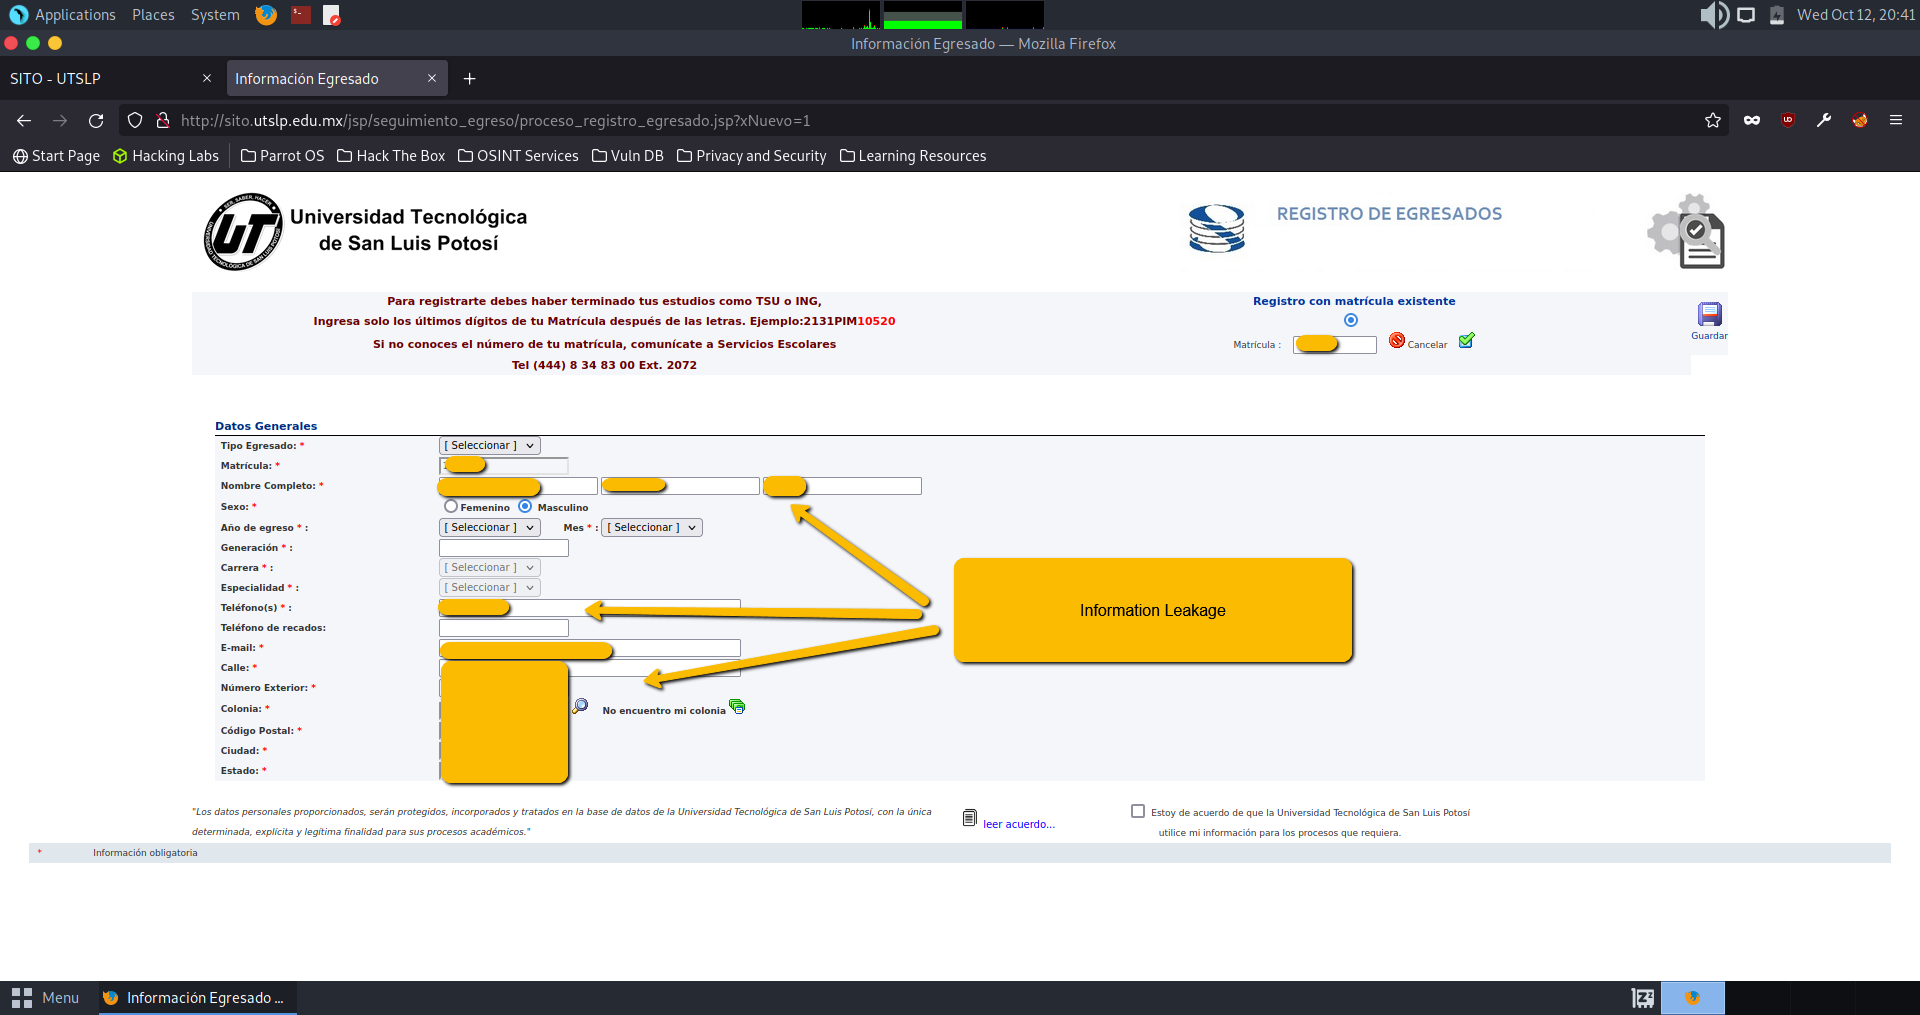 Applications Places System Wed Oct 12, 20:41
Información Egresado — Mozilla Firefox
SITO - UTSLP Información Egresado
http://sito.utslp.edu.mx/jsp/seguimiento_egreso/proceso_registro_egresado.jsp?xNuevo=1
Start Page Hacking Labs Parrot OS Hack The Box OSINT Services Vuln DB Privacy and Security Learning Resources
UT
Universidad Tecnológica
de San Luis Potosí
REGISTRO DE EGRESADOS
Para registrarte debes haber terminado tus estudios como TSU o ING,
Ingresa solo los últimos dígitos de tu Matrícula después de las letras. Ejemplo:2131PIM10520
Si no conoces el número de tu matrícula, comunícate a Servicios Escolares
Tel (444) 8 34 83 00 Ext. 2072
Registro con matrícula existente
Matrícula : Cancelar
Guardar
Datos Generales
Tipo Egresado: * [ Seleccionar ]
Matrícula: *
Nombre Completo: *
Sexo: * Femenino Masculino
Año de egreso * : [ Seleccionar ] Mes * : [ Seleccionar ]
Generación * :
Carrera * : [ Seleccionar ]
Especialidad * : [ Seleccionar ]
Teléfono(s) * :
Teléfono de recados:
E-mail: *
Calle: *
Número Exterior: *
Colonia: * No encuentro mi colonia
Código Postal: *
Ciudad: *
Estado: *
Information Leakage
"Los datos personales proporcionados, serán protegidos, incorporados y tratados en la base de datos de la Universidad Tecnológica de San Luis Potosí, con la única
determinada, explícita y legítima finalidad para sus procesos académicos."
leer acuerdo...
Estoy de acuerdo de que la Universidad Tecnológica de San Luis Potosí
utilice mi información para los procesos que requiera.
* Información obligatoria
Menu Información Egresado ...